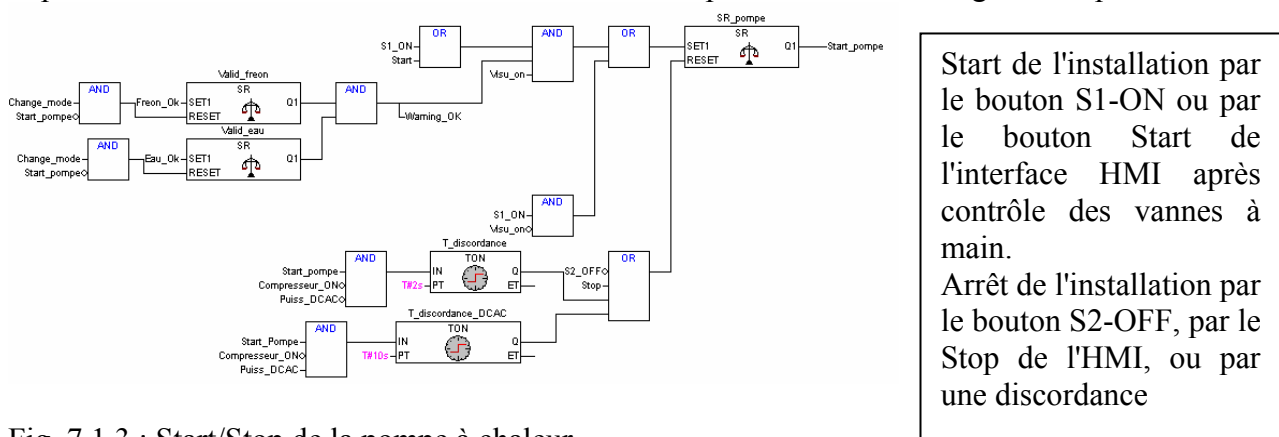 SR_pompe
OR
AND
OR
SR
S1_ON
Start
SET1
Q1
Start_pompe
RESET
Visu_on
Valid_freon
AND
SR
AND
Change_mode
Freon_Ok
SET1
Q1
Start_pompe
RESET
Warning_OK
Valid_eau
AND
SR
Change_mode
Eau_Ok
SET1
Q1
Start_pompe
RESET
AND
S1_ON
Visu_on
T_discordance
AND
TON
OR
Start_pompe
IN
Q
S2_OFF
Compresseur_ON
T#2s
PT
ET
Stop
Puiss_DCAC
T_discordance_DCAC
AND
TON
Start_Pompe
IN
Q
Compresseur_ON
T#10s
PT
ET
Puiss_DCAC
Start de l'installation par
le bouton S1-ON ou par
le bouton Start de
l'interface HMI après
contrôle des vannes à
main.
Arrêt de l'installation par
le bouton S2-OFF, par le
Stop de l'HMI, ou par
une discordance
Fig. 7.1.3 : Start/Stop de la pompe à chaleur